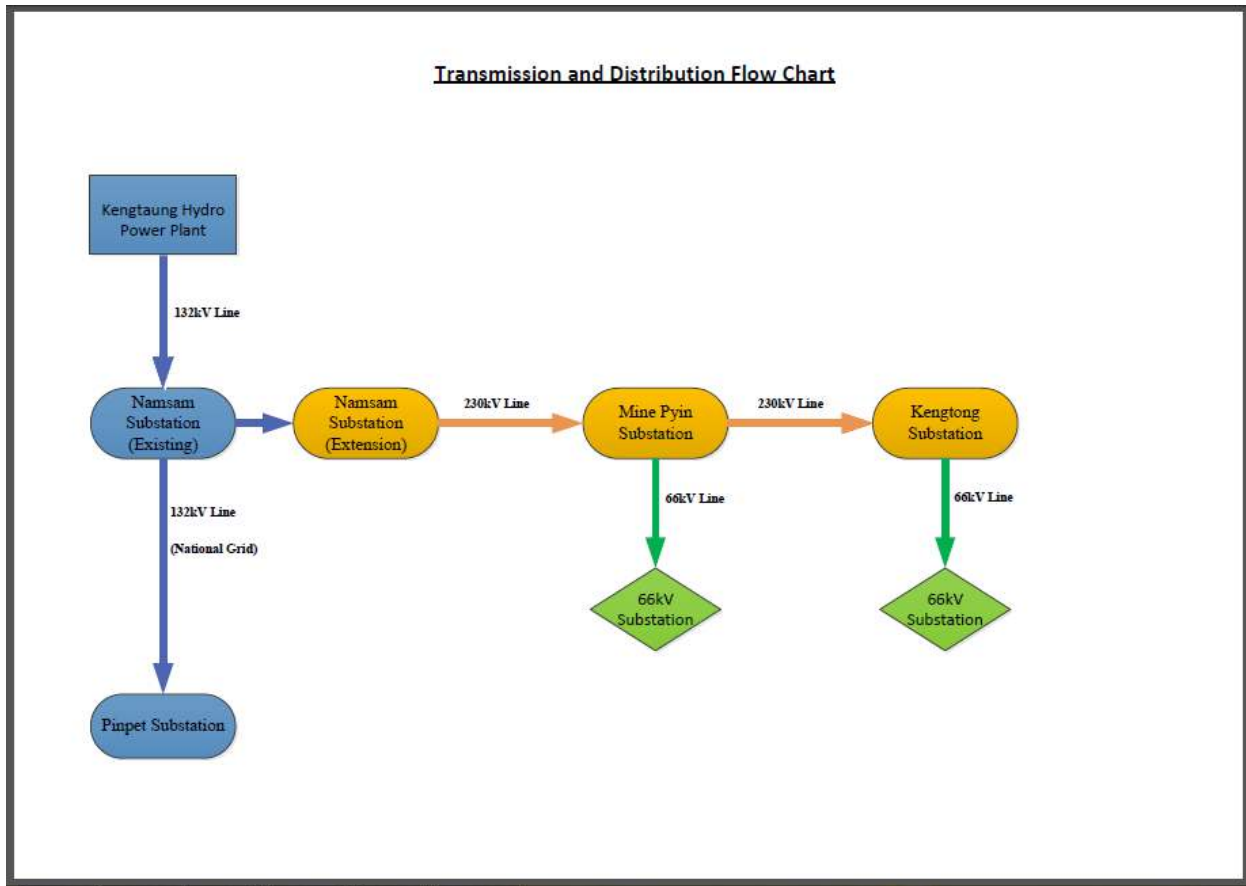 Transmission and Distribution Flow Chart
Kengtaung Hydro
Power Plant
132kV Line
Namsam
Substation
(Existing)
Namsam
Substation
(Extension)
230kV Line
Mine Pyin
Substation
230kV Line
Kengtong
Substation
132kV Line
(National Grid)
66kV Line
66kV Line
66kV
Substation
66kV
Substation
Pinpet Substation